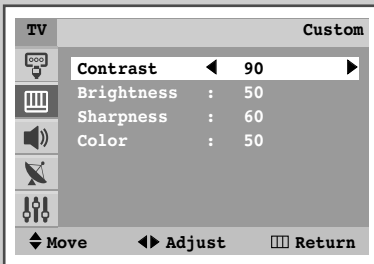 TV Custom
Contrast ◀ 90 ▶
Brightness : 50
Sharpness : 60
Color : 50
Move Adjust Return